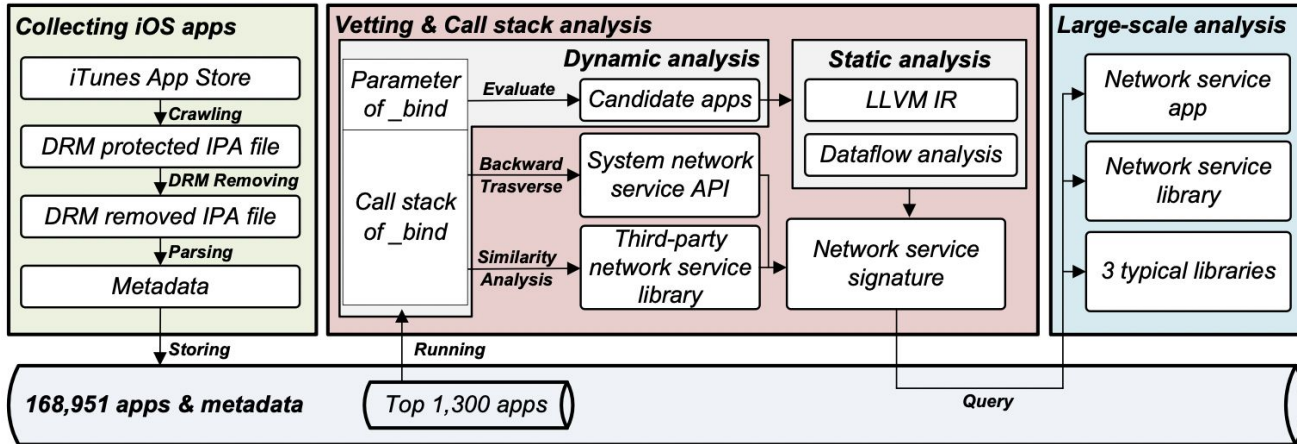 Collecting iOS apps
iTunes App Store
Crawling
DRM protected IPA file
DRM Removing
DRM removed IPA file
Parsing
Metadata
Storing
Vetting & Call stack analysis
Parameter
of _bind
Evaluate
Dynamic analysis
Candidate apps
Call stack
of _bind
Backward
Trasverse
System network
service API
Similarity
Analysis
Third-party
network service
library
Static analysis
LLVM IR
Dataflow analysis
Network service
signature
Running
Large-scale analysis
Network service
app
Network service
library
3 typical libraries
168,951 apps & metadata
Top 1,300 apps
Query